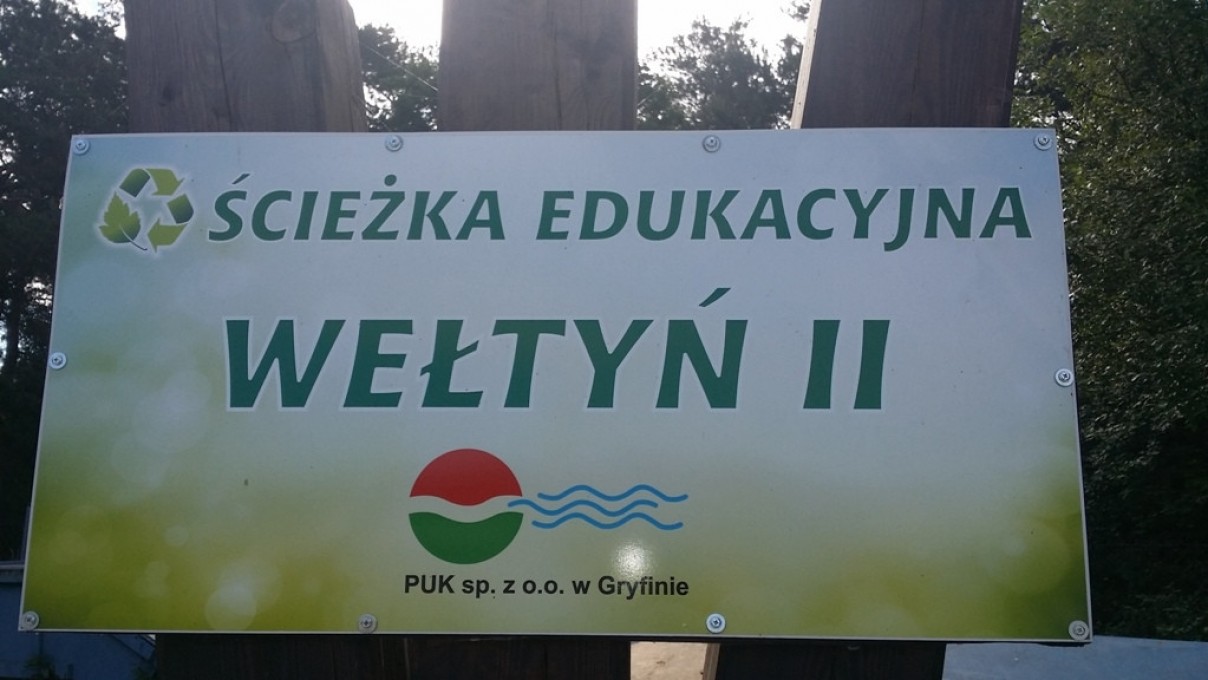 ŚCIEŻKA EDUKACYJNA
WEŁTYŃ II
PUK sp. z o.o. w Gryfinie